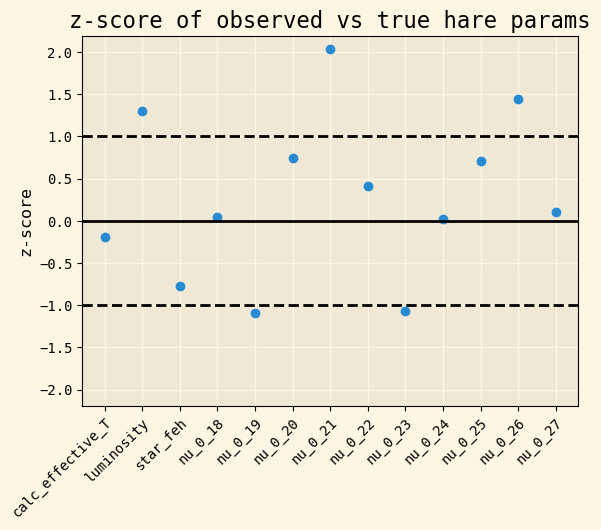 z-score of observed vs true hare params
z-score
2.0
1.5
1.0
0.5
0.0
−0.5
−1.0
−1.5
−2.0
calc_effective_T
luminosity
star_feh
nu_0_18
nu_0_19
nu_0_20
nu_0_21
nu_0_22
nu_0_23
nu_0_24
nu_0_25
nu_0_26
nu_0_27